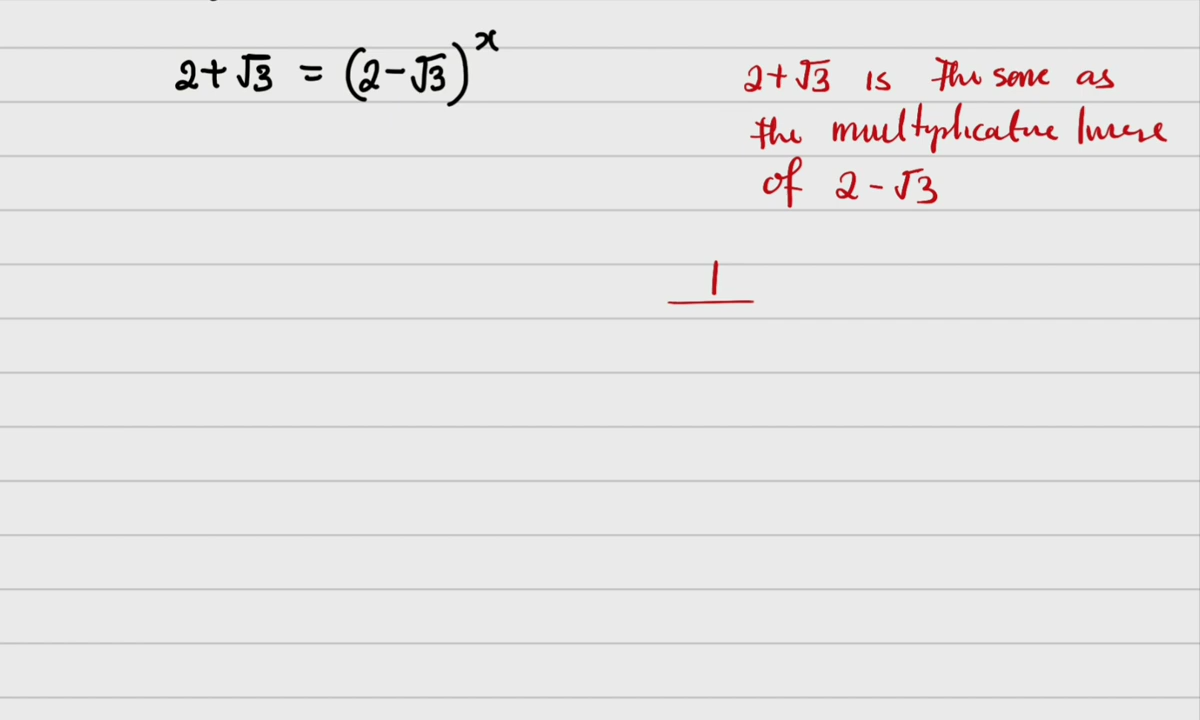 2+√3 = (2-√3)^x
2+√3 is the same as
the multiplicative Inverse
of 2-√3
1